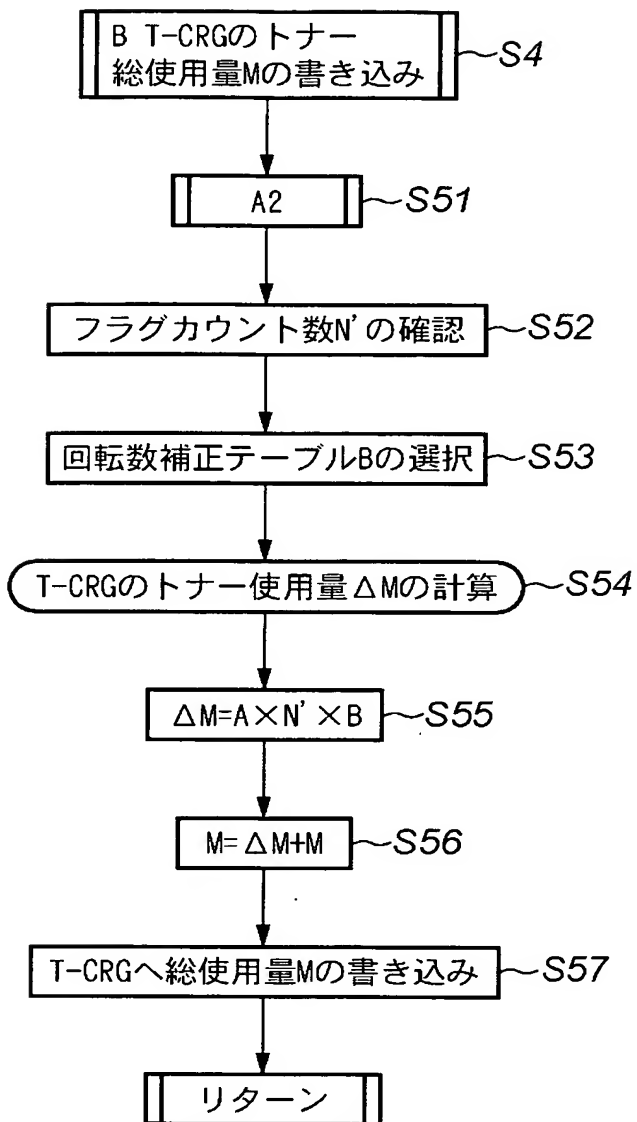 B T-CRGのトナー
総使用量Mの書き込み
S4
A2
S51
フラグカウント数N'の確認
S52
回転数補正テーブルBの選択
S53
T-CRGのトナー使用量ΔMの計算
S54
ΔM=A×N'×B
S55
M=ΔM+M
S56
T-CRGへ総使用量Mの書き込み
S57
リターン